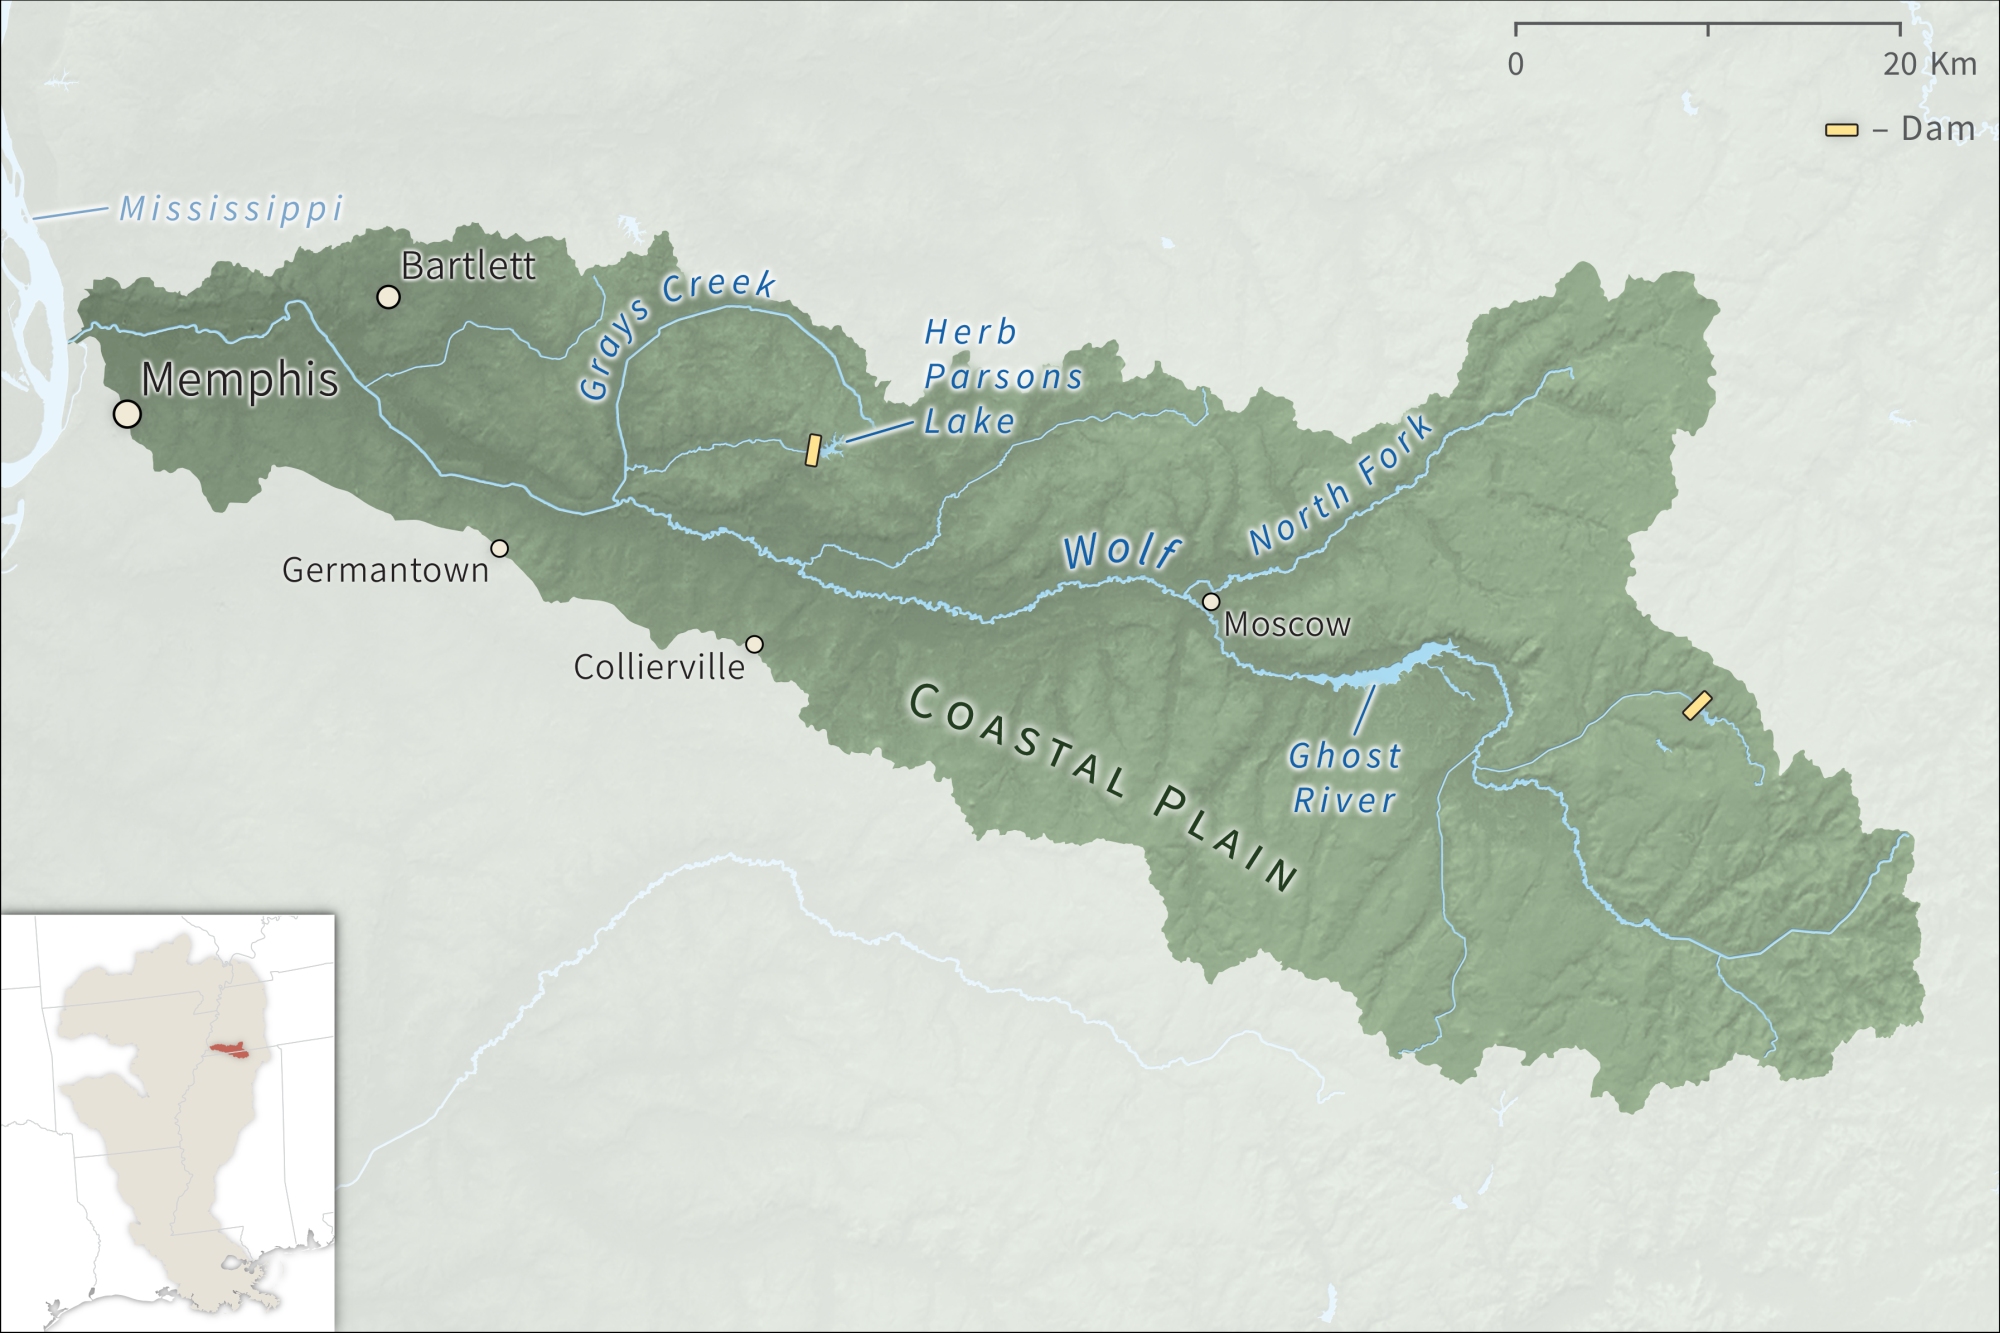 0
20 Km
– Dam
Mississippi
Bartlett
Grays Creek
Herb
Parsons
Lake
Memphis
North Fork
Wolf
Germantown
Moscow
Collierville
COASTAL PLAIN
Ghost
River